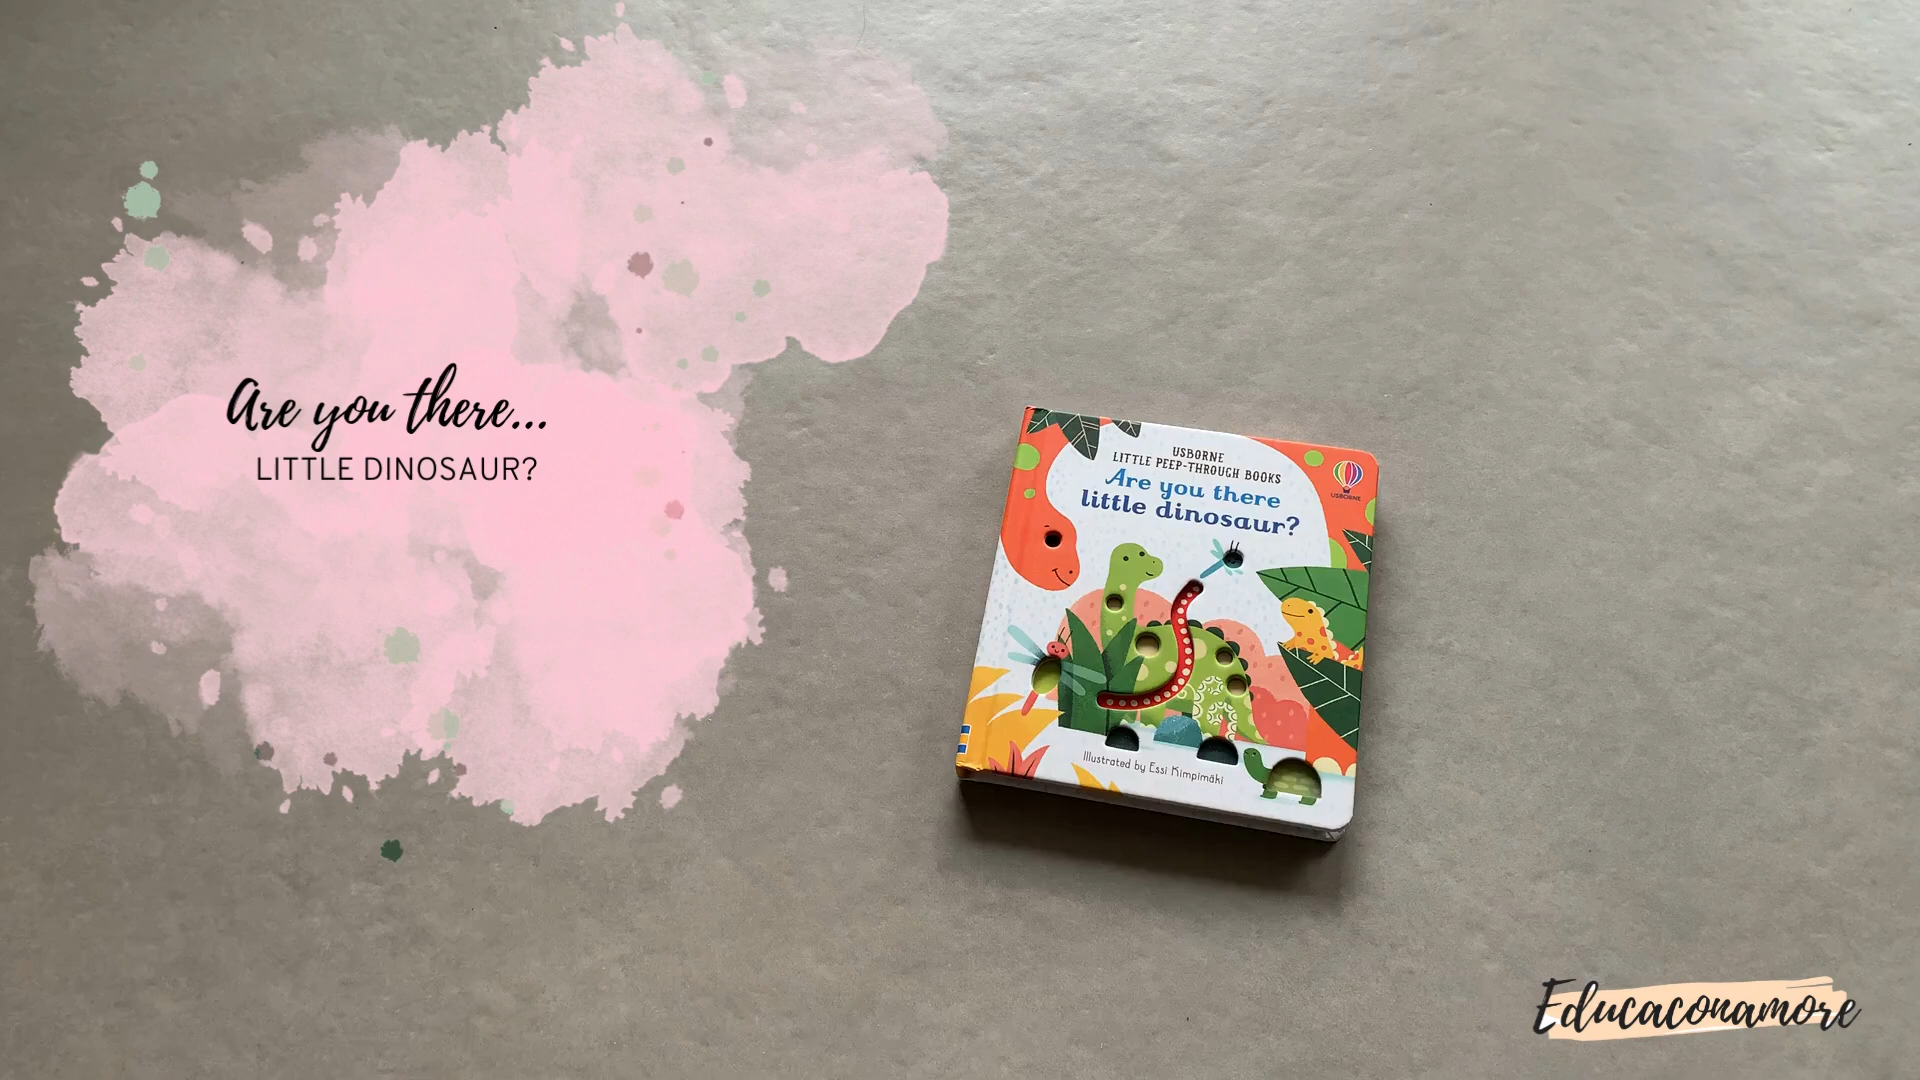 Are you there...
LITTLE DINOSAUR?
USBORNE
LITTLE PEEP-THROUGH BOOKS
Are you there
little dinosaur?
USBORNE
Illustrated by Essi Kimpimäki
Educaconamore